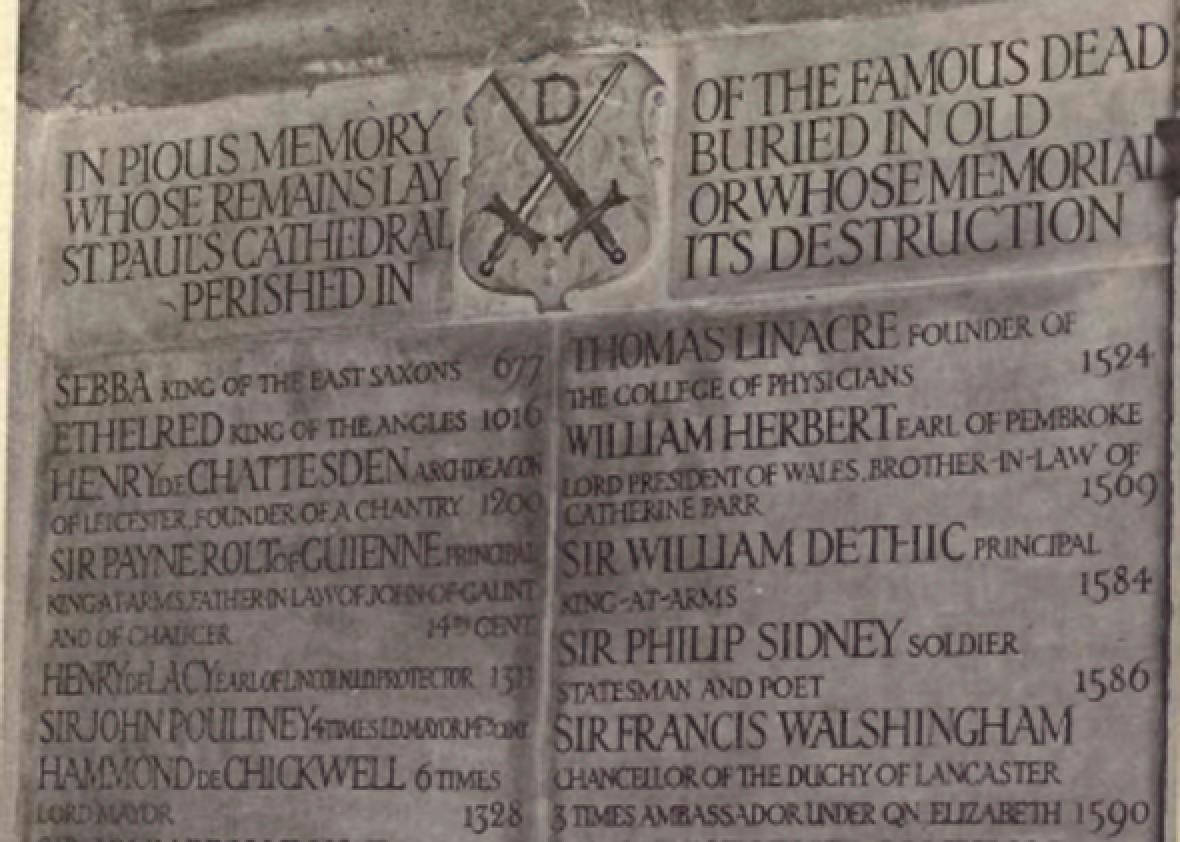 IN PIOUS MEMORY
WHOSE REMAINS LAY
ST. PAUL'S CATHEDRAL
PERISHED IN
D
OF THE FAMOUS DEAD
BURIED IN OLD
OR WHOSE MEMORIAL
ITS DESTRUCTION
SEBBA KING OF THE EAST SAXONS 677
ETHELRED KING OF THE ANGLES 1016
HENRY DE CHATTESDEN ARCHDEACON
OF LEICESTER, FOUNDER OF A CHANTRY 1200
SIR PAYNE ROLT OF GUIENNE PRINCIPAL
KING-AT-ARMS, FATHER IN LAW OF JOHN-OF-GAUNT
AND OF CHAUCER 14TH CENT.
HENRY DE LACY EARL OF LINCOLN LD PROTECTOR 1311
SIR JOHN POULTNEY 4 TIMES LD. MAYOR 14TH CENT.
HAMMOND DE CHICKWELL 6 TIMES
LORD MAYOR 1328
THOMAS LINACRE FOUNDER OF
THE COLLEGE OF PHYSICIANS 1524
WILLIAM HERBERT EARL OF PEMBROKE
LORD PRESIDENT OF WALES, BROTHER-IN-LAW OF
CATHERINE PARR 1569
SIR WILLIAM DETHIC PRINCIPAL
KING-AT-ARMS 1584
SIR PHILIP SIDNEY SOLDIER
STATESMAN AND POET 1586
SIR FRANCIS WALSHINGHAM
CHANCELLOR OF THE DUCHY OF LANCASTER
3 TIMES AMBASSADOR UNDER QN. ELIZABETH 1590